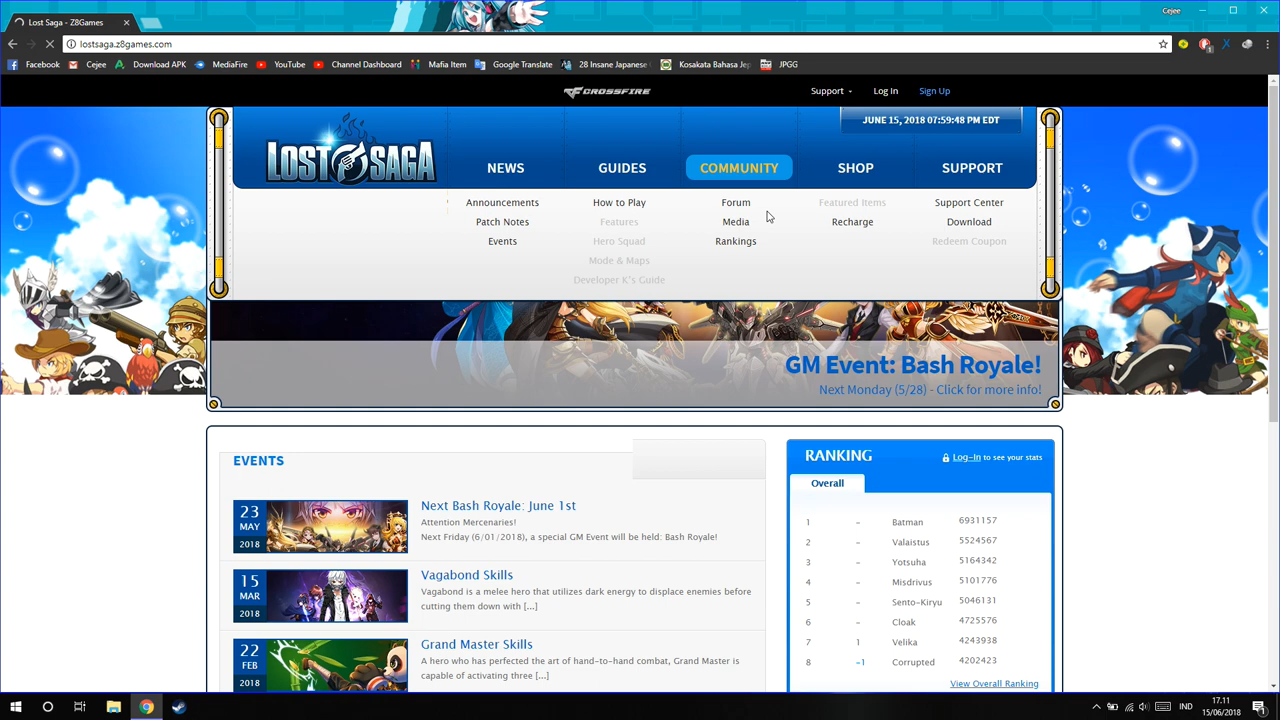 Lost Saga - Z8Games
Cejee
lostsaga.z8games.com
Facebook
Cejee
Download APK
MediaFire
YouTube
Channel Dashboard
Mafia Item
Google Translate
28 Insane Japanese
Kosakata Bahasa Jep
JPGG
CROSSFIRE
Support
Log In
Sign Up
JUNE 15, 2018 07:59:48 PM EDT
LOST SAGA
NEWS
GUIDES
COMMUNITY
SHOP
SUPPORT
Announcements
How to Play
Forum
Featured Items
Support Center
Patch Notes
Features
Media
Recharge
Download
Events
Hero Squad
Rankings
Redeem Coupon
Mode & Maps
Developer K's Guide
GM Event: Bash Royale!
Next Monday (5/28) - Click for more info!
EVENTS
23
MAY
2018
Next Bash Royale: June 1st
Attention Mercenaries!
Next Friday (6/01/2018), a special GM Event will be held: Bash Royale!
15
MAR
2018
Vagabond Skills
Vagabond is a melee hero that utilizes dark energy to displace enemies before
cutting them down with [...]
22
FEB
2018
Grand Master Skills
A hero who has perfected the art of hand-to-hand combat, Grand Master is
capable of activating three [...]
RANKING
Log-In to see your stats
Overall
1 – Batman 6931157
2 – Valaistus 5524567
3 – Yotsuha 5164342
4 – Misdrivus 5101776
5 – Sento-Kiryu 5046131
6 – Cloak 4725576
7 1 Velika 4243938
8 -1 Corrupted 4202423
View Overall Ranking
IND
17.11
15/06/2018